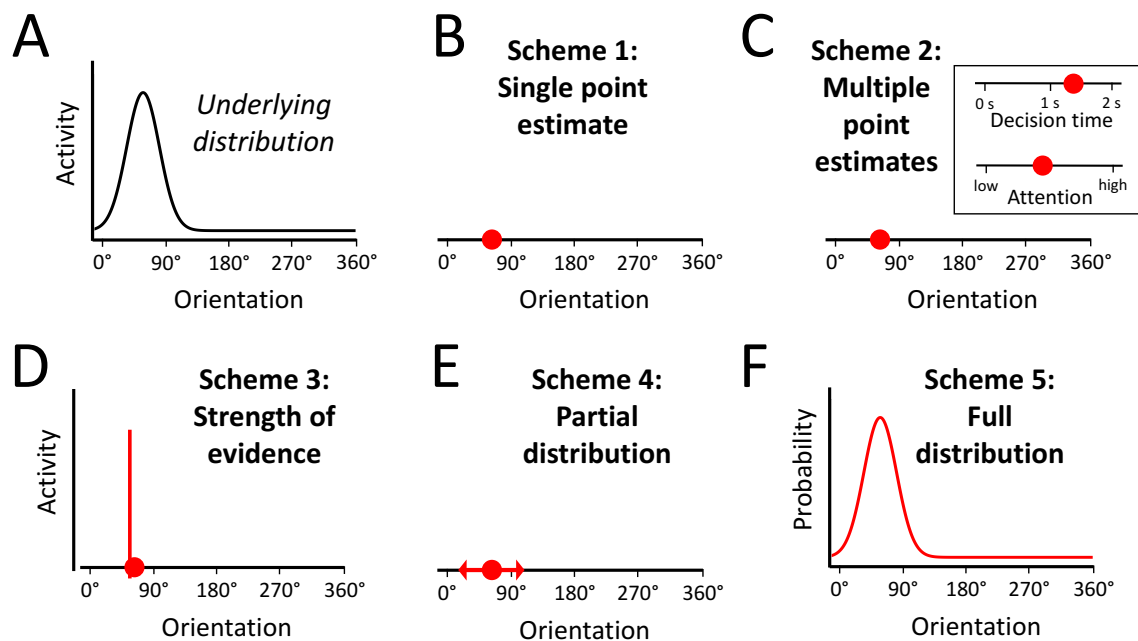 A
Activity
Underlying
distribution
0° 90° 180° 270° 360°
Orientation
B
Scheme 1:
Single point
estimate
0° 90° 180° 270° 360°
Orientation
C
Scheme 2:
Multiple
point
estimates
0 s 1 s 2 s
Decision time
low high
Attention
0° 90° 180° 270° 360°
Orientation
D
Activity
Scheme 3:
Strength of
evidence
0° 90° 180° 270° 360°
Orientation
E
Scheme 4:
Partial
distribution
0° 90° 180° 270° 360°
Orientation
F
Probability
Scheme 5:
Full
distribution
0° 90° 180° 270° 360°
Orientation